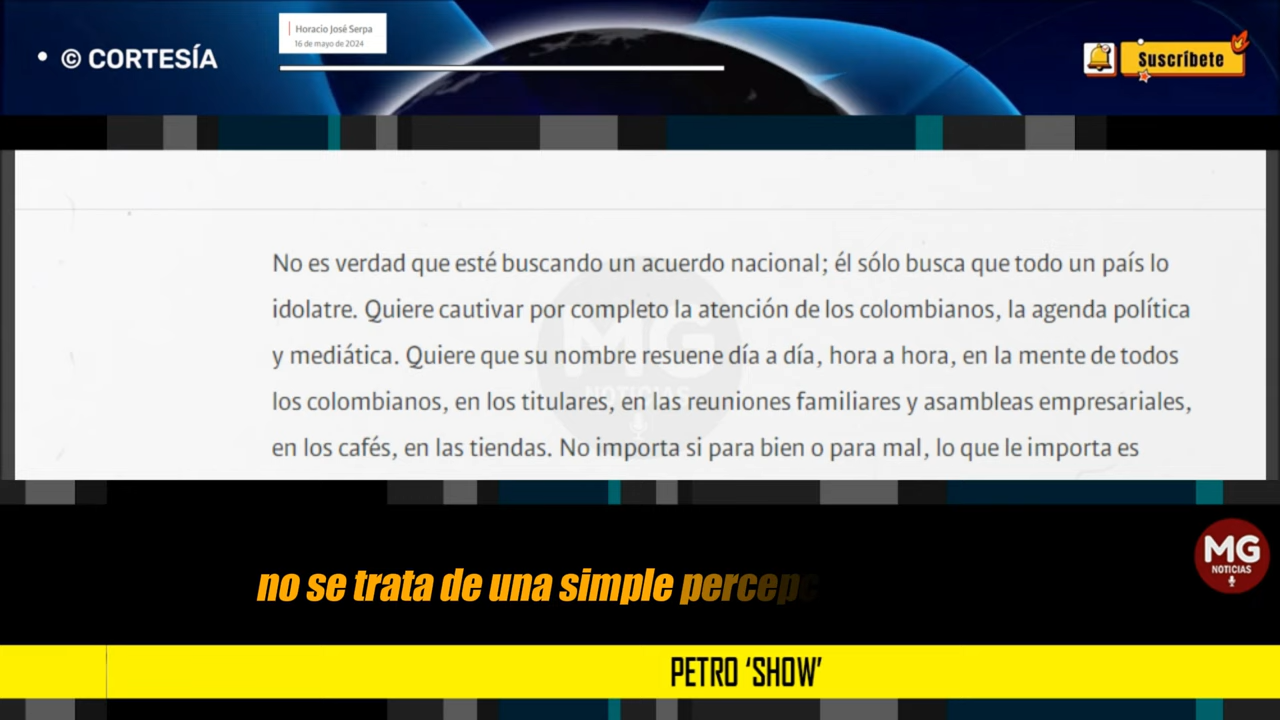 • © CORTESÍA
Horacio José Serpa
16 de mayo de 2024
Suscríbete
No es verdad que esté buscando un acuerdo nacional; él sólo busca que todo un país lo
idolatre. Quiere cautivar por completo la atención de los colombianos, la agenda política
y mediática. Quiere que su nombre resuene día a día, hora a hora, en la mente de todos
los colombianos, en los titulares, en las reuniones familiares y asambleas empresariales,
en los cafés, en las tiendas. No importa si para bien o para mal, lo que le importa es
MG
NOTICIAS
no se trata de una simple percepc
MG
NOTICIAS
PETRO ‘SHOW’